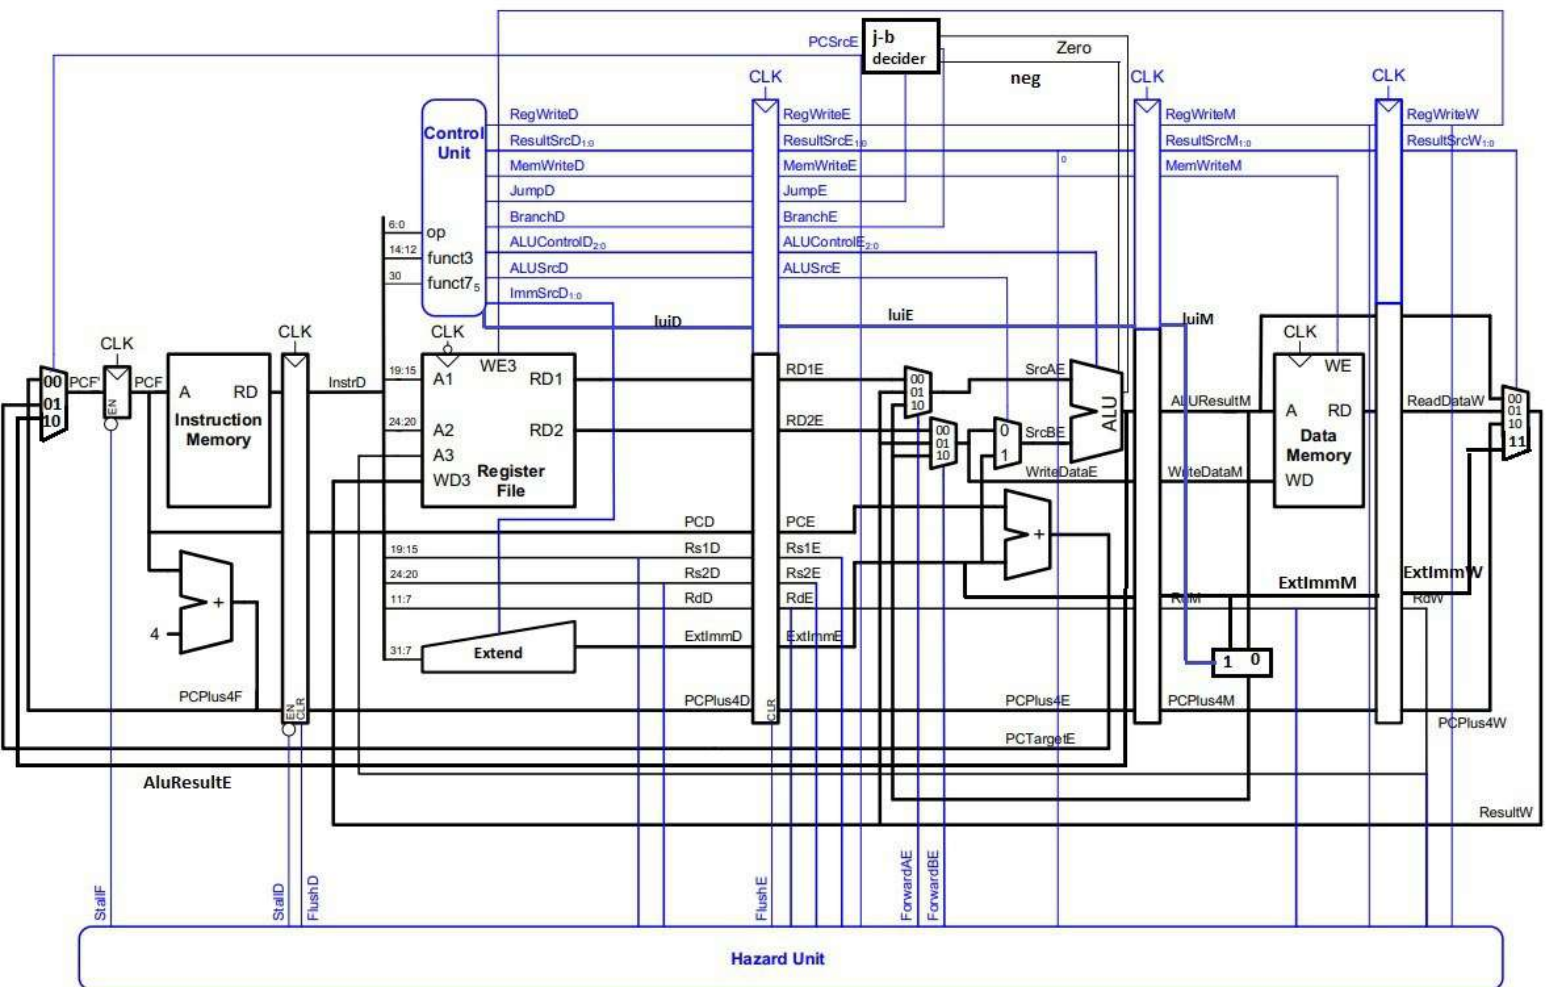 PCSrcE
j-b
decider
Zero
neg
CLK
CLK
CLK
Control
Unit
RegWriteD
RegWriteE
RegWriteM
RegWriteW
ResultSrcD1:0
ResultSrcE1:0
0
ResultSrcM1:0
ResultSrcW1:0
MemWriteD
MemWriteE
MemWriteM
JumpD
JumpE
BranchD
BranchE
6:0
op
14:12
funct3
30
funct75
ALUControlD2:0
ALUControlE2:0
ALUSrcD
ALUSrcE
ImmSrcD1:0
luiD
luiE
luiM
CLK
CLK
CLK
CLK
00
01
10
PCF'
EN
PCF
A
RD
Instruction
Memory
InstrD
19:15
A1
WE3
RD1
24:20
A2
RD2
A3
WD3
Register
File
RD1E
RD2E
00
01
10
00
01
10
0
1
SrcAE
SrcBE
ALU
WriteDataE
ALUResultM
WriteDataM
WE
A
RD
Data
Memory
WD
ReadDataW
00
01
10
11
PCD
PCE
+
19:15
Rs1D
Rs1E
24:20
Rs2D
Rs2E
11:7
RdD
RdE
RdM
RdW
ExtImmM
ExtImmW
4
+
31:7
Extend
ExtImmD
ExtImmE
1
0
PCPlus4F
EN
CLR
PCPlus4D
CLR
PCPlus4E
PCPlus4M
PCPlus4W
PCTargetE
AluResultE
ResultW
StallF
StallD
FlushD
FlushE
ForwardAE
ForwardBE
Hazard Unit